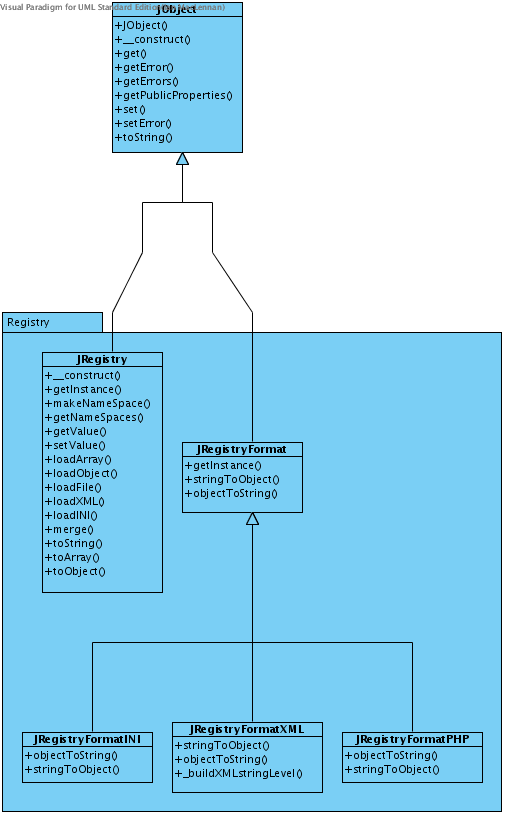 Visual Paradigm for UML Standard Edition
JObject
+JObject()
+__construct()
+get()
+getError()
+getErrors()
+getPublicProperties()
+set()
+setError()
+toString()
Registry
JRegistry
+__construct()
+getInstance()
+makeNameSpace()
+getNameSpaces()
+getValue()
+setValue()
+loadArray()
+loadObject()
+loadFile()
+loadXML()
+loadINI()
+merge()
+toString()
+toArray()
+toObject()
JRegistryFormat
+getInstance()
+stringToObject()
+objectToString()
JRegistryFormatINI
+objectToString()
+stringToObject()
JRegistryFormatXML
+stringToObject()
+objectToString()
+_buildXMLstringLevel()
JRegistryFormatPHP
+objectToString()
+stringToObject()